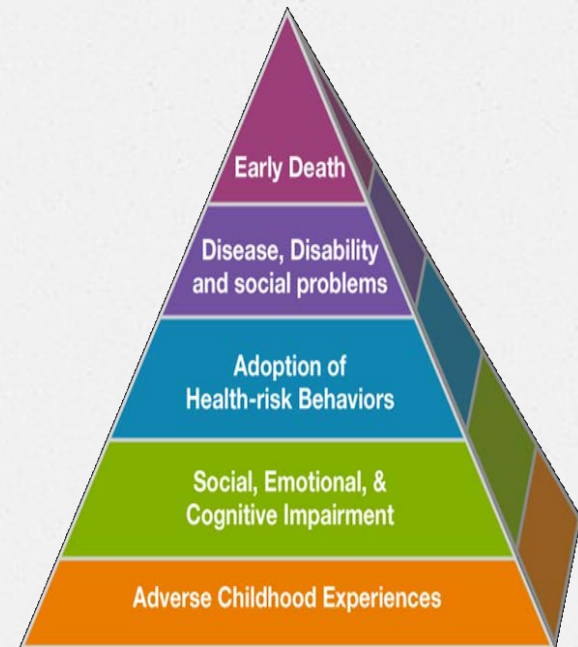 Early Death
Disease, Disability
and social problems
Adoption of
Health-risk Behaviors
Social, Emotional, &
Cognitive Impairment
Adverse Childhood Experiences